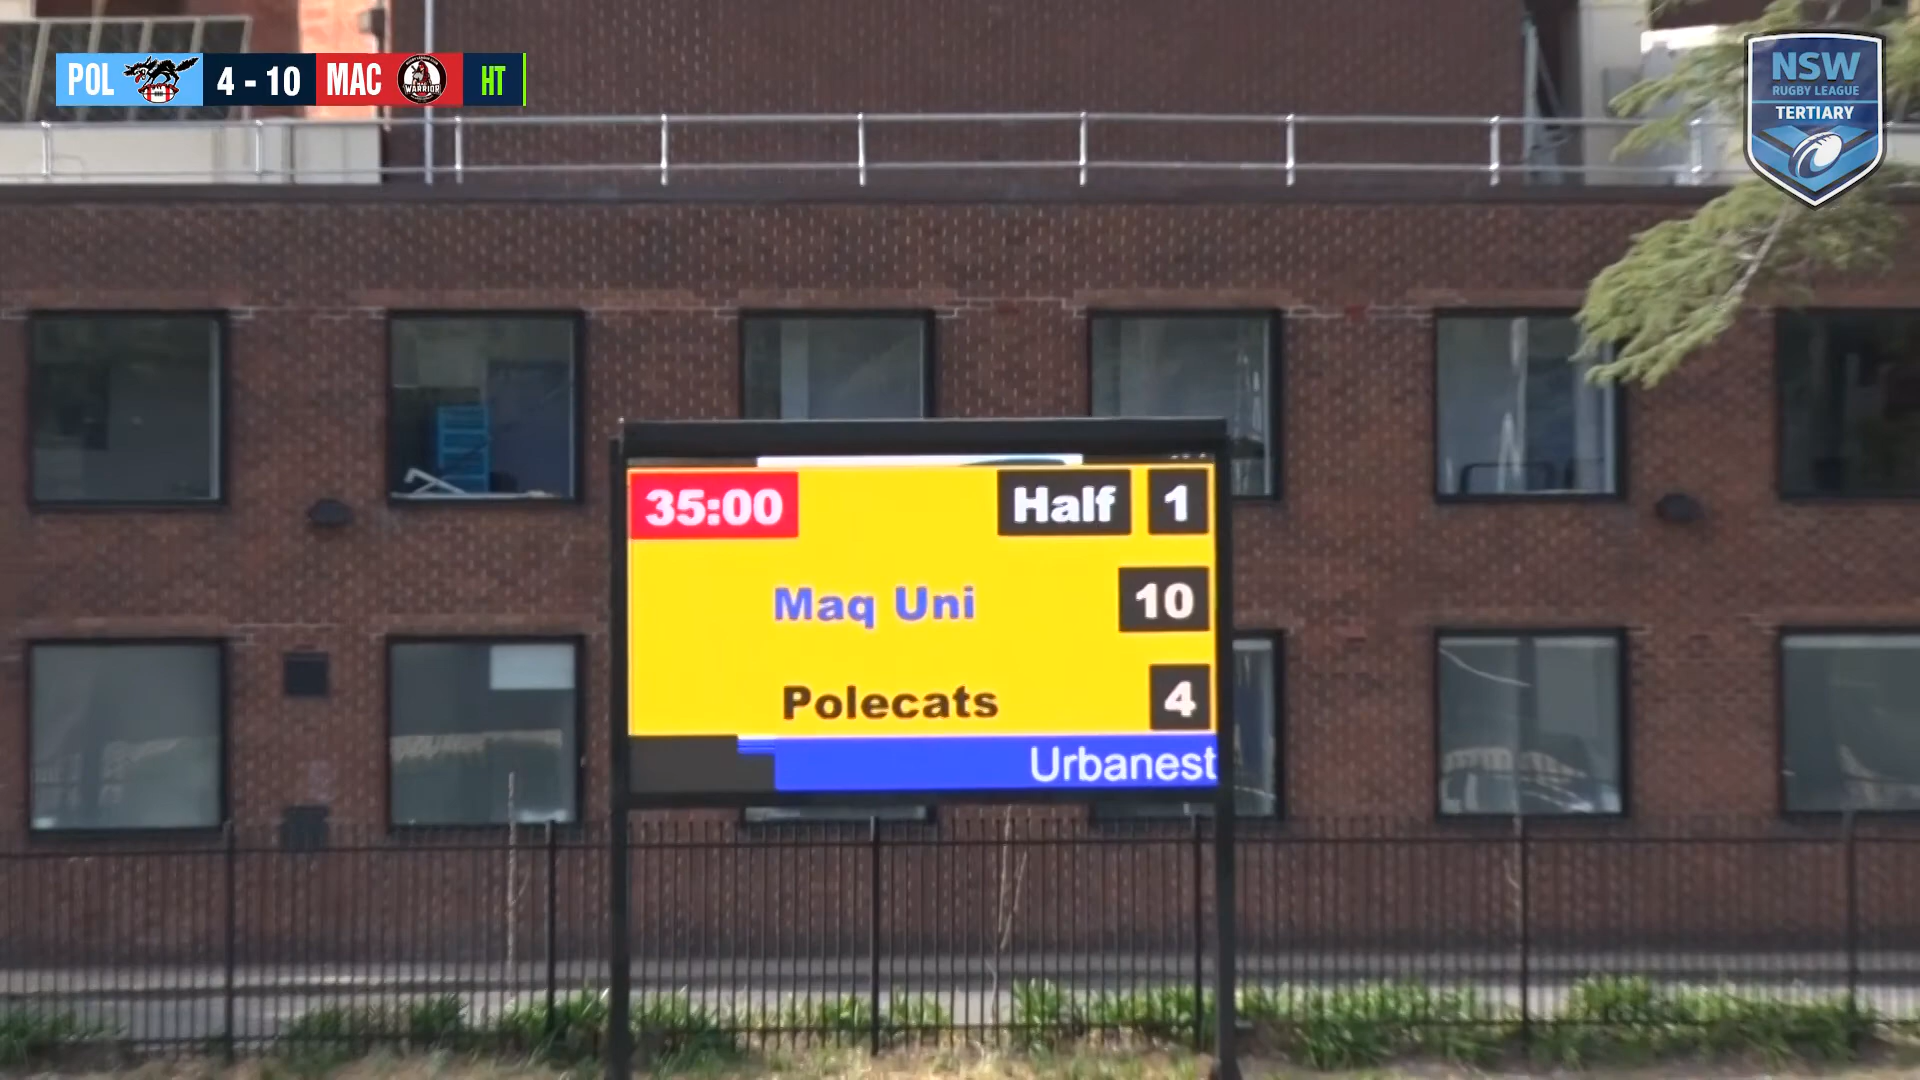 POL 4 - 10 MAC WARRIOR HT
NSW
RUGBY LEAGUE
TERTIARY
35:00 Half 1
Maq Uni 10
Polecats 4
Urbanest